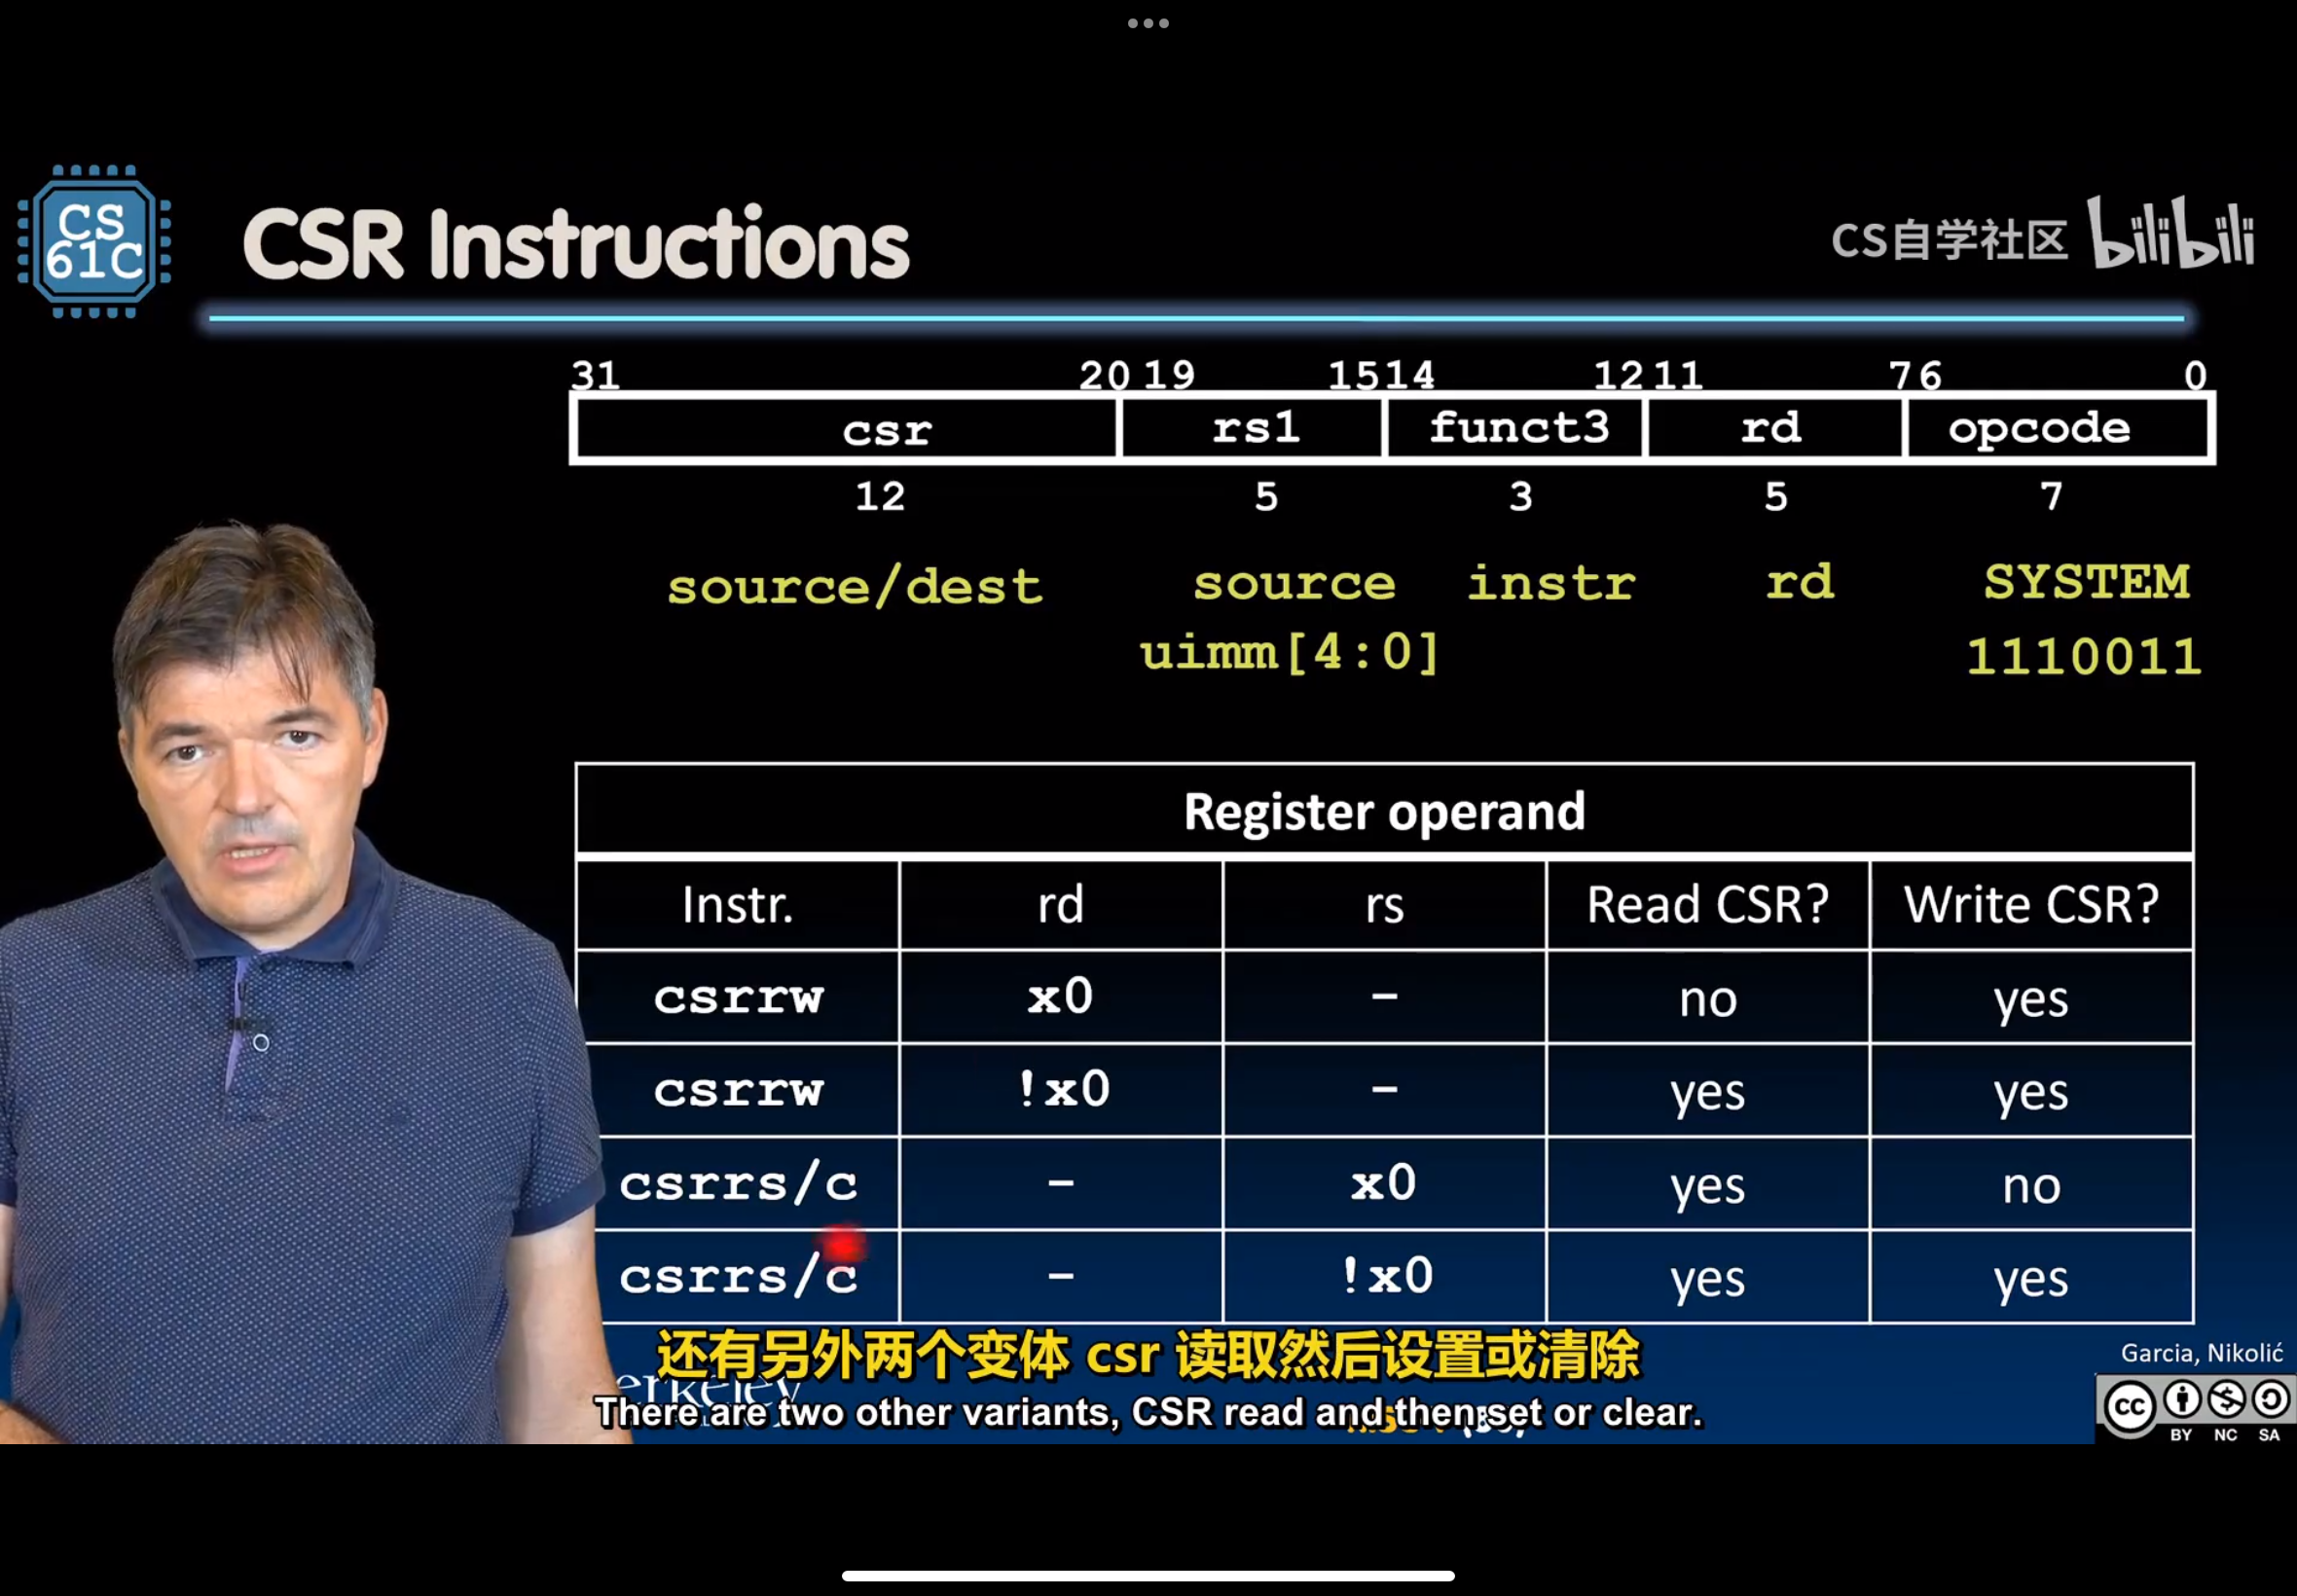 CS
61C
CSR Instructions
CS自学社区 bilibili
31 20 19 15 14 12 11 7 6 0
csr rs1 funct3 rd opcode
12 5 3 5 7
source/dest source instr rd SYSTEM
uimm[4:0] 1110011
Register operand
Instr. rd rs Read CSR? Write CSR?
csrrw x0 - no yes
csrrw !x0 - yes yes
csrrs/c - x0 yes no
csrrs/c - !x0 yes yes
还有另外两个变体 csr 读取然后设置或清除
There are two other variants, CSR read and then set or clear.
Garcia, Nikolić
cc
BY NC SA